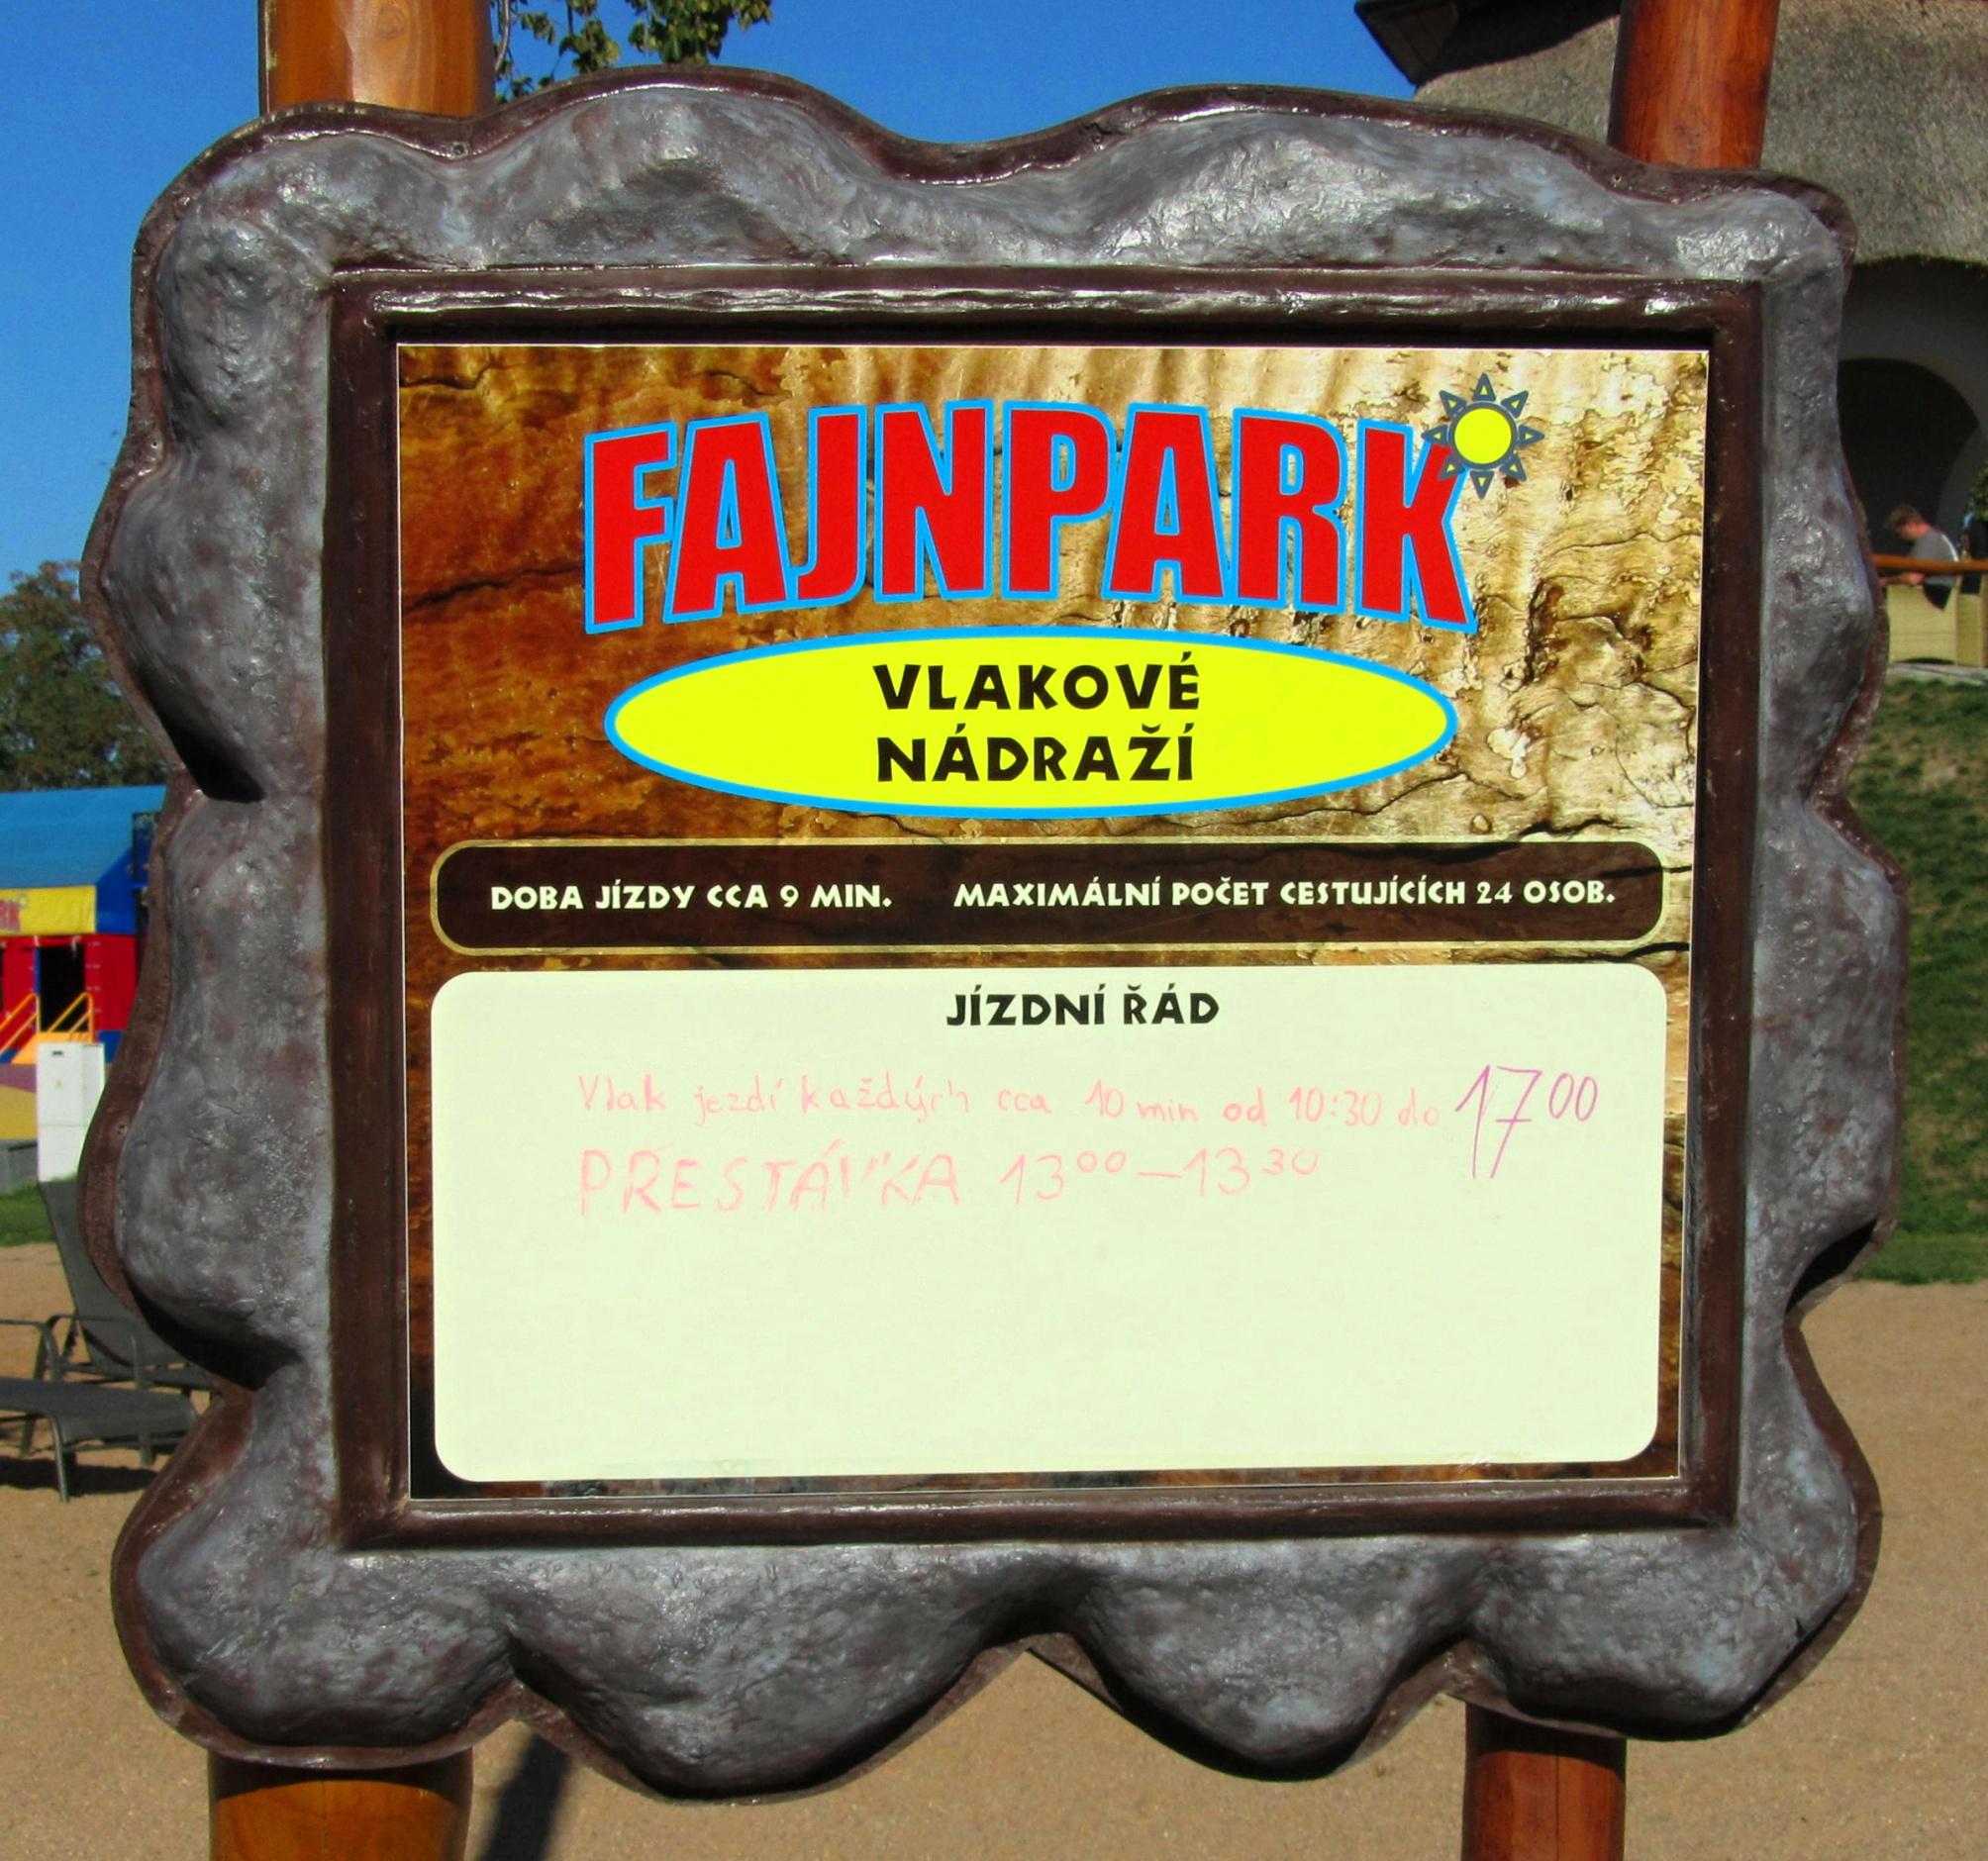 FAJNPARK
VLAKOVÉ
NÁDRAŽÍ
DOBA JÍZDY CCA 9 MIN. MAXIMÁLNÍ POČET CESTUJÍCÍCH 24 OSOB.
JÍZDNÍ ŘÁD
Vlak jezdí každých cca 10 min od 10:30 do 1700
PŘESTÁVKA 1300–1330